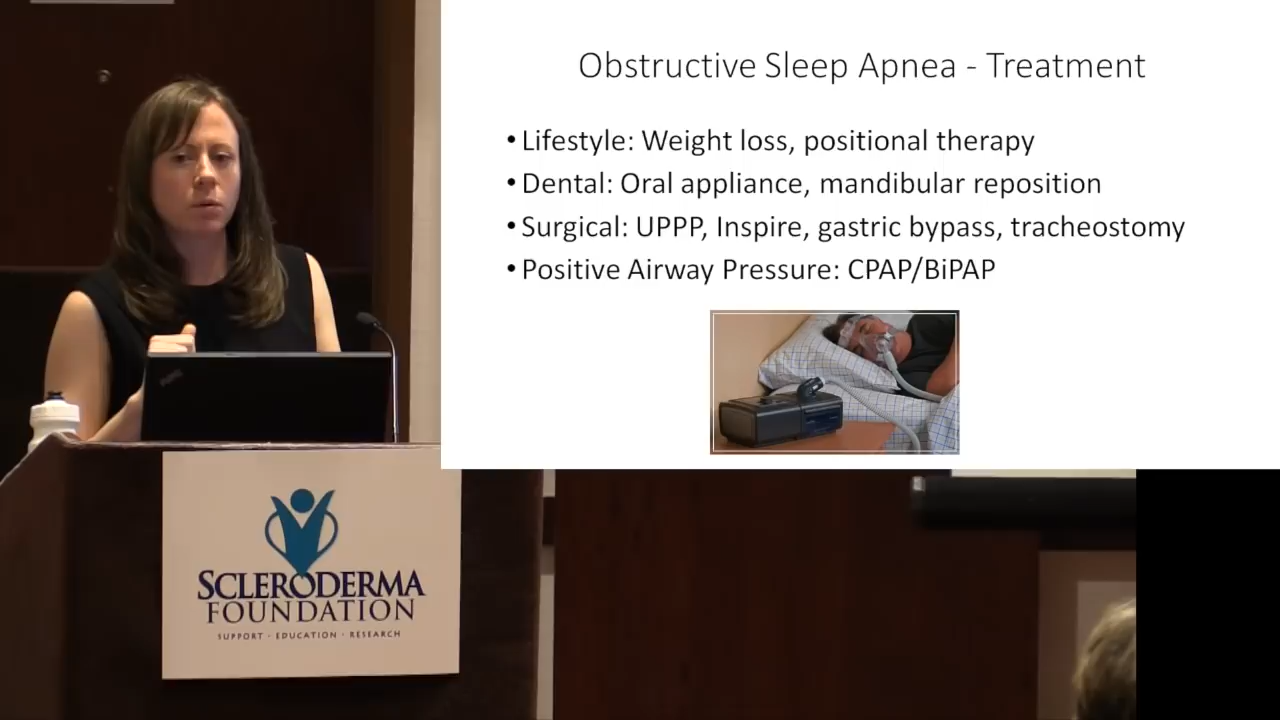 Obstructive Sleep Apnea - Treatment
• Lifestyle: Weight loss, positional therapy
• Dental: Oral appliance, mandibular reposition
• Surgical: UPPP, Inspire, gastric bypass, tracheostomy
• Positive Airway Pressure: CPAP/BiPAP
SCLERODERMA
FOUNDATION
SUPPORT · EDUCATION · RESEARCH